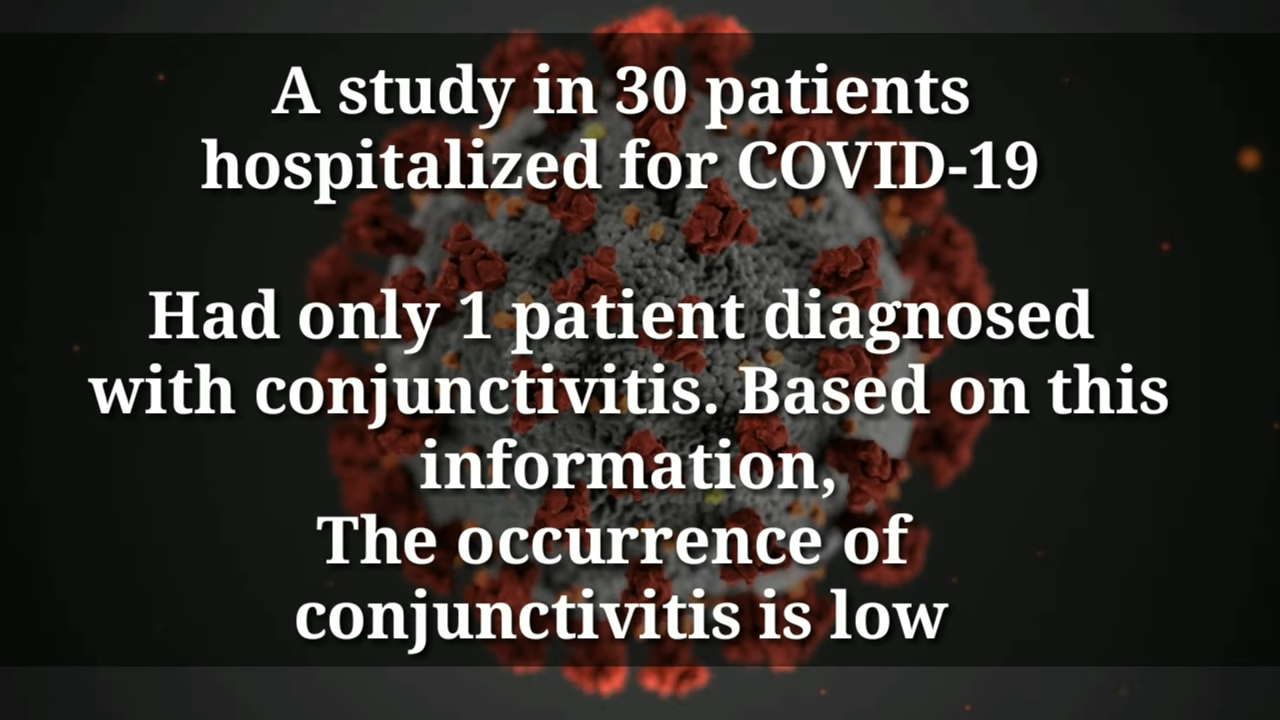 A study in 30 patients
hospitalized for COVID-19
Had only 1 patient diagnosed
with conjunctivitis. Based on this
information,
The occurrence of
conjunctivitis is low